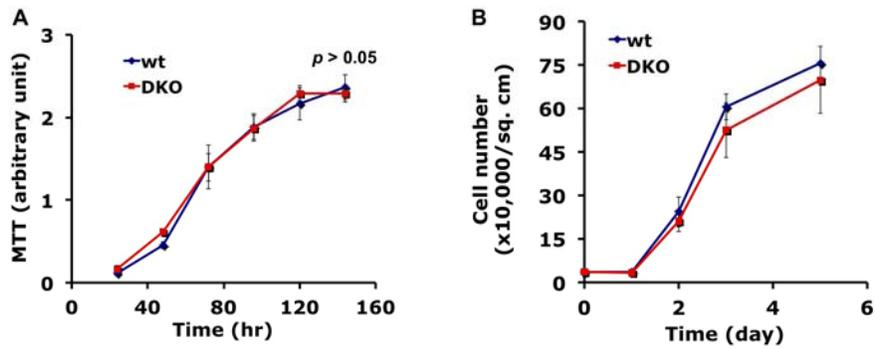 A
MTT (arbitrary unit)
3
2
1
0
wt
DKO
p > 0.05
0 40 80 120 160
Time (hr)
B
Cell number
(x10,000/sq. cm)
90
75
60
45
30
15
0
wt
DKO
0 2 4 6
Time (day)